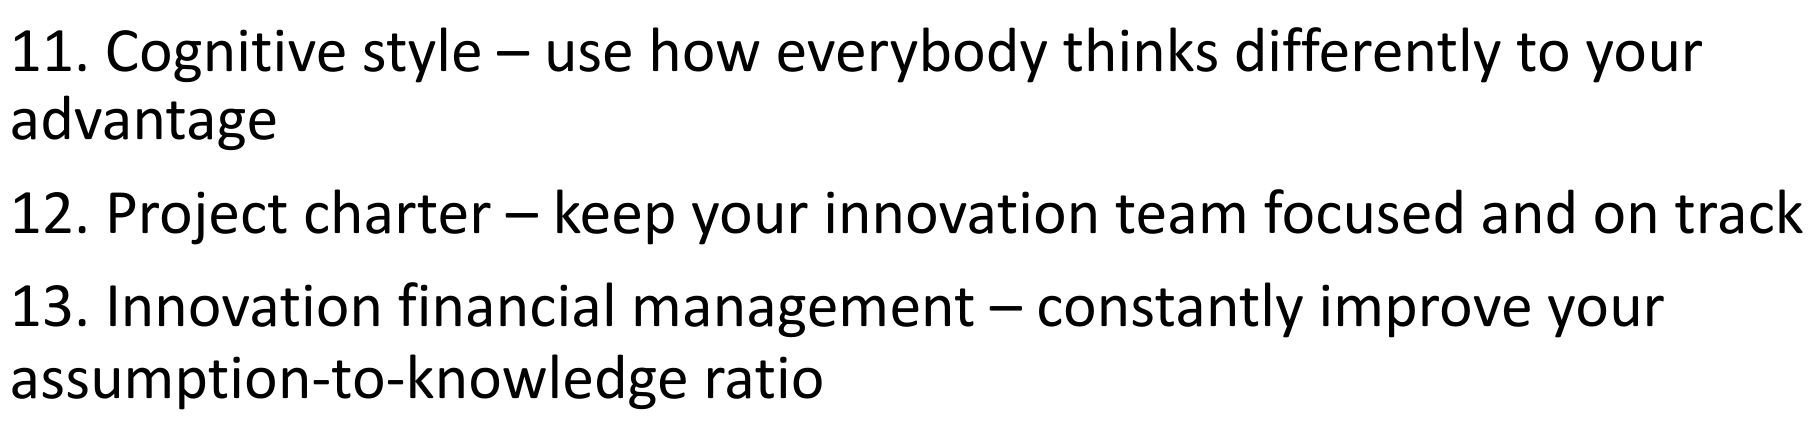 11. Cognitive style – use how everybody thinks differently to your
advantage
12. Project charter – keep your innovation team focused and on track
13. Innovation financial management – constantly improve your
assumption-to-knowledge ratio